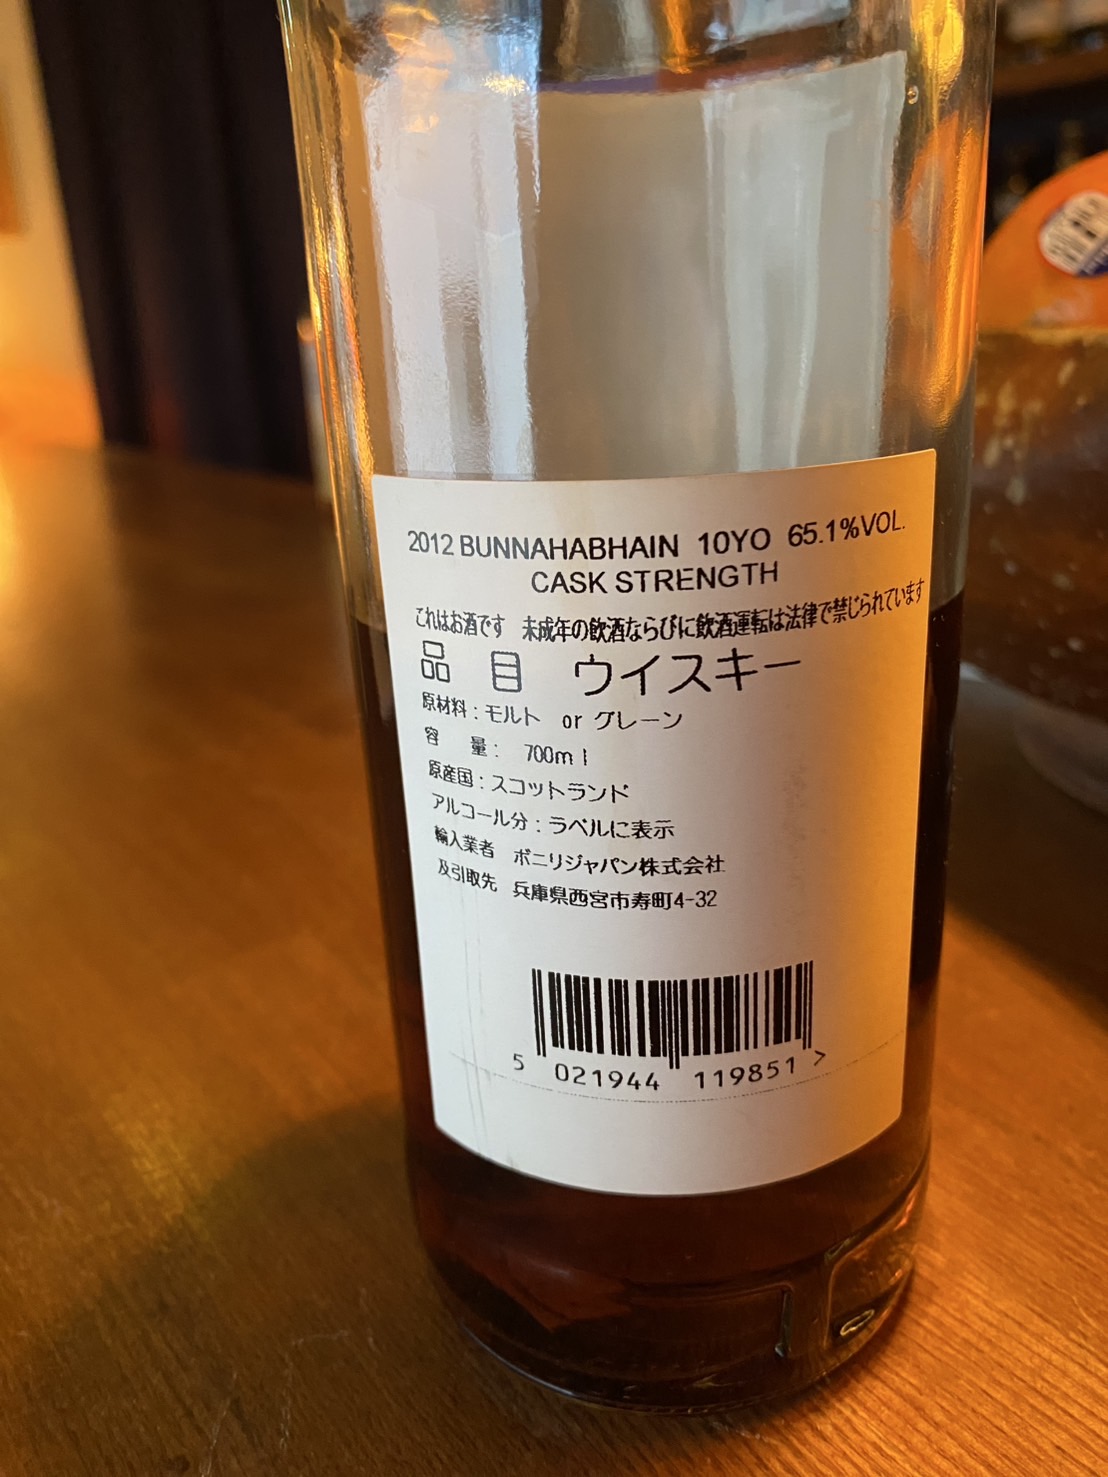 2012 BUNNAHABHAIN 10YO 65.1%VOL.
CASK STRENGTH
これはお酒です 未成年の飲酒ならびに飲酒運転は法律で禁じられています
品 目 ウイスキー
原材料：モルト or グレーン
容 量： 700ml
原産国：スコットランド
アルコール分：ラベルに表示
輸入業者 ボニリジャパン株式会社
及引取先 兵庫県西宮市寿町4-32
5 021944 119851 >